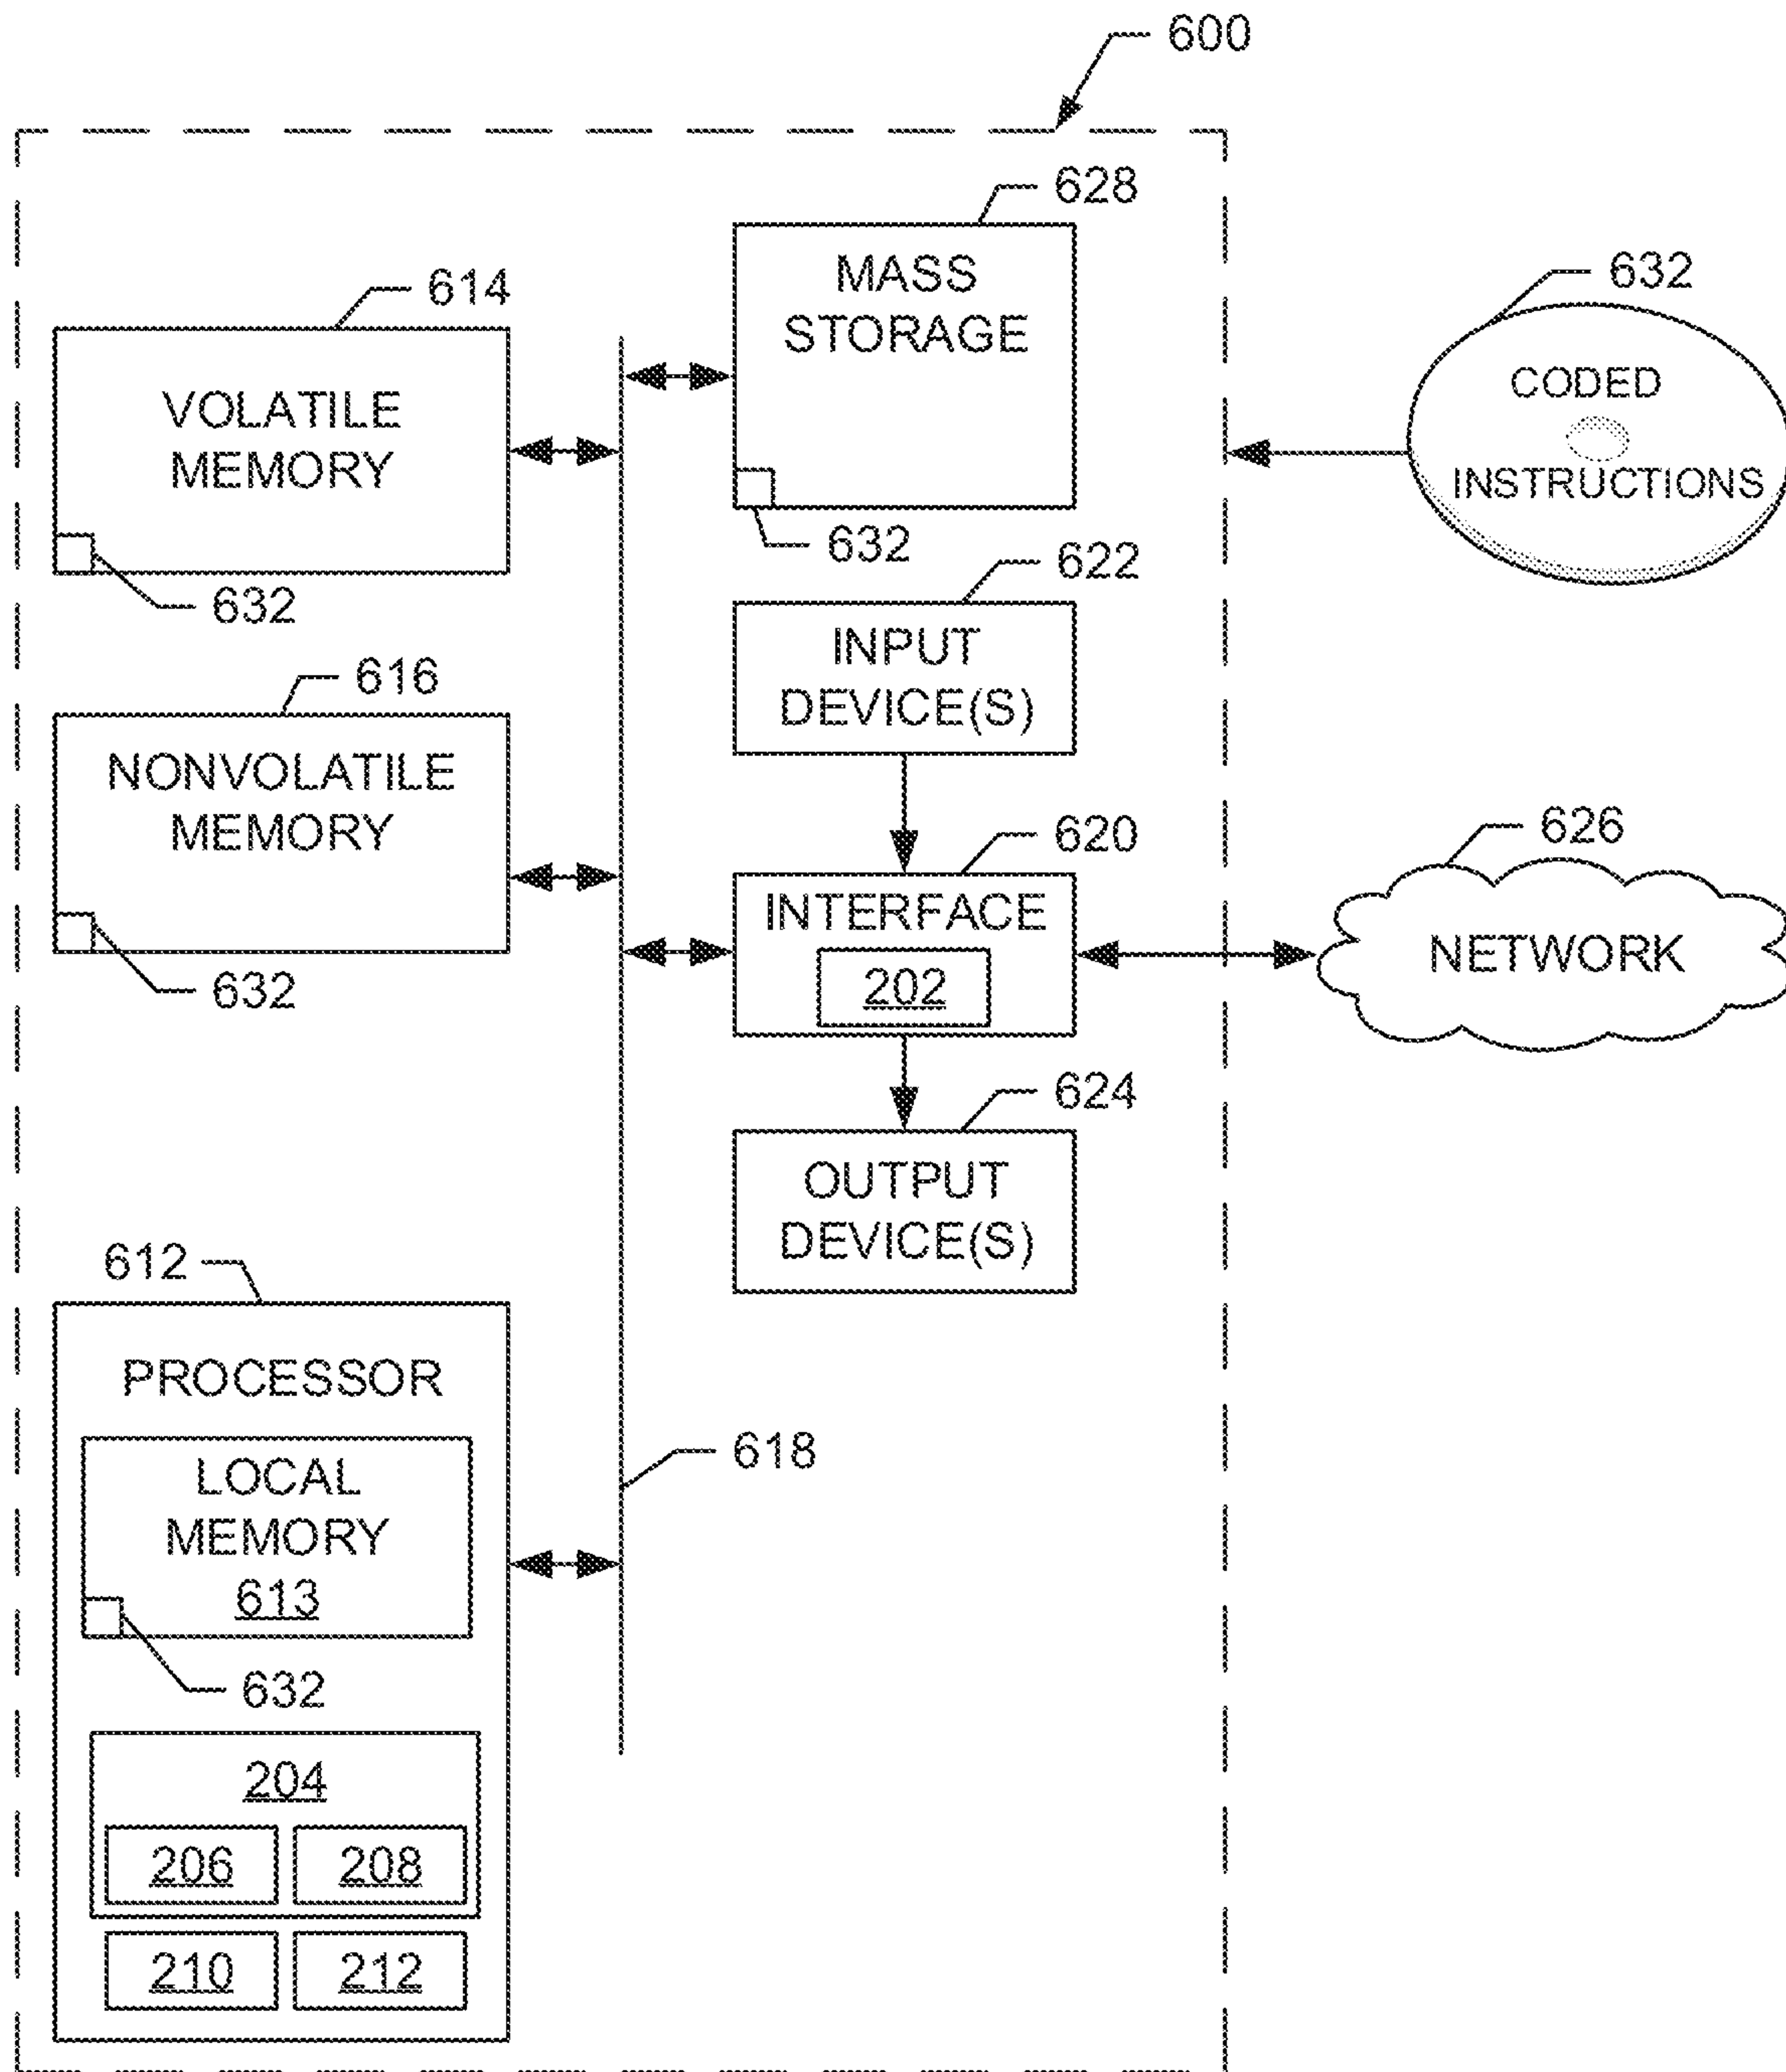 600
628
MASS
STORAGE
632
614
VOLATILE
MEMORY
632
632
CODED
INSTRUCTIONS
622
INPUT
DEVICE(S)
616
NONVOLATILE
MEMORY
632
620
INTERFACE
202
626
NETWORK
624
OUTPUT
DEVICE(S)
612
PROCESSOR
LOCAL
MEMORY
613
632
618
204
206 208
210 212